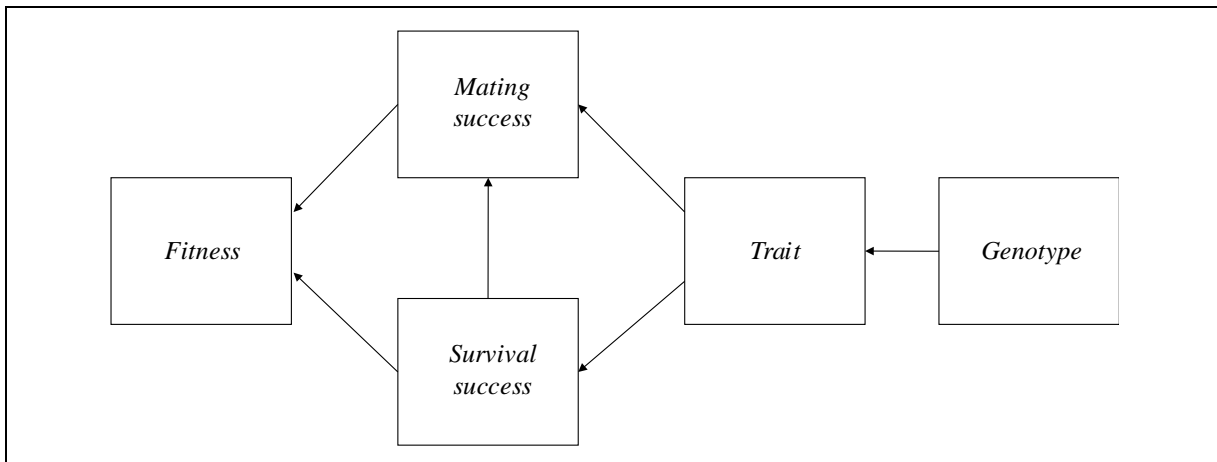 Mating
success
Fitness
Trait
Genotype
Survival
success